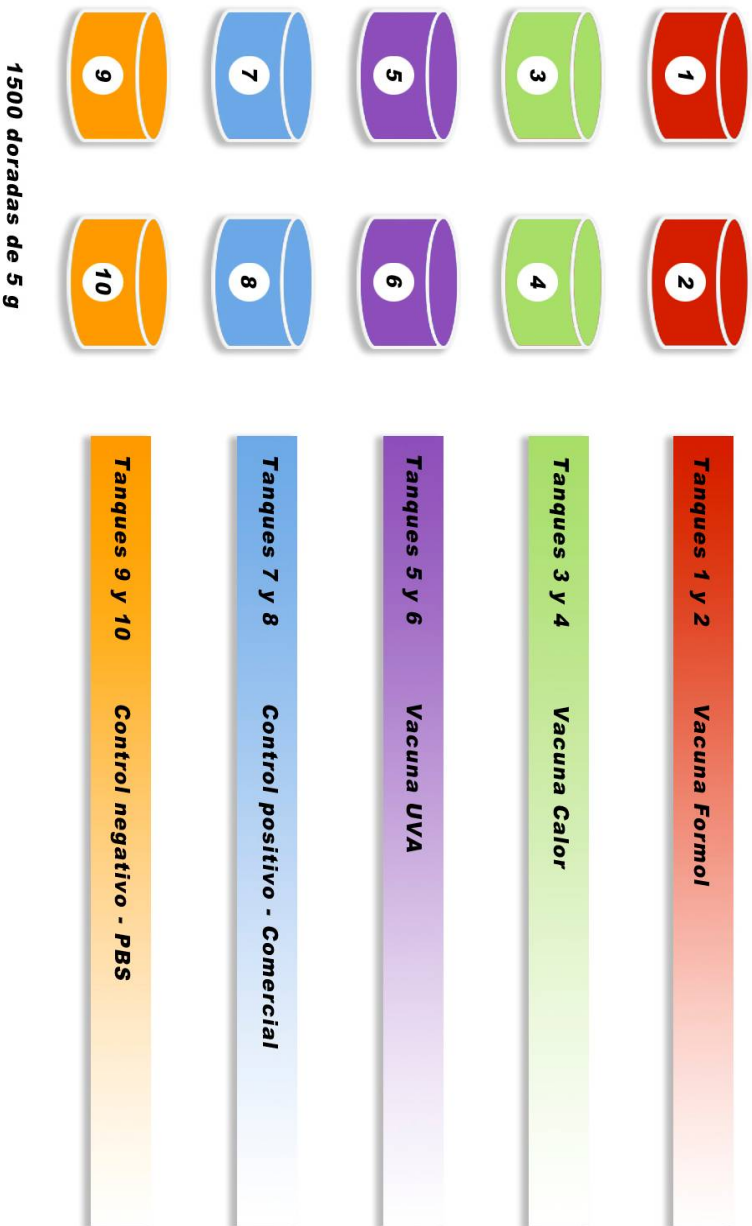 1 2 Tanques 1 y 2 Vacuna Formol
3 4 Tanques 3 y 4 Vacuna Calor
5 6 Tanques 5 y 6 Vacuna UVA
7 8 Tanques 7 y 8 Control positivo - Comercial
9 10 Tanques 9 y 10 Control negativo - PBS
1500 doradas de 5 g